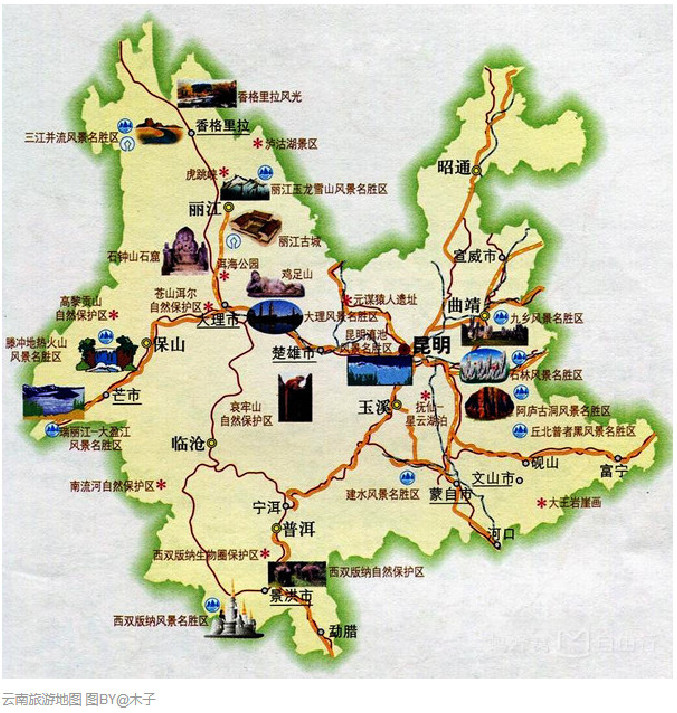 香格里拉风光
香格里拉
三江并流风景名胜区
泸沽湖景区
虎跳峡
丽江玉龙雪山风景名胜区
昭通
丽江
丽江古城
石钟山石窟
洱海公园
鸡足山
宣威市
高黎贡山
自然保护区
苍山洱尔
自然保护区
元谋猿人遗址
曲靖
九乡风景名胜区
大理市
大理风景名胜区
腾冲地热火山
风景名胜区
保山
楚雄市
昆明滇池
风景名胜区
昆明
石林风景名胜区
芒市
哀牢山
自然保护区
玉溪
抚仙-
星云湖泊
阿庐古洞风景名胜区
瑞丽江-大盈江
风景名胜区
丘北普者黑风景名胜区
临沧
砚山
富宁
南流河自然保护区
建水风景名胜区
蒙自市
文山市
宁洱
大王岩崖画
普洱
河口
西双版纳生物圈保护区
西双版纳自然保护区
景洪市
西双版纳风景名胜区
勐腊
云南旅游地图 图BY@木子